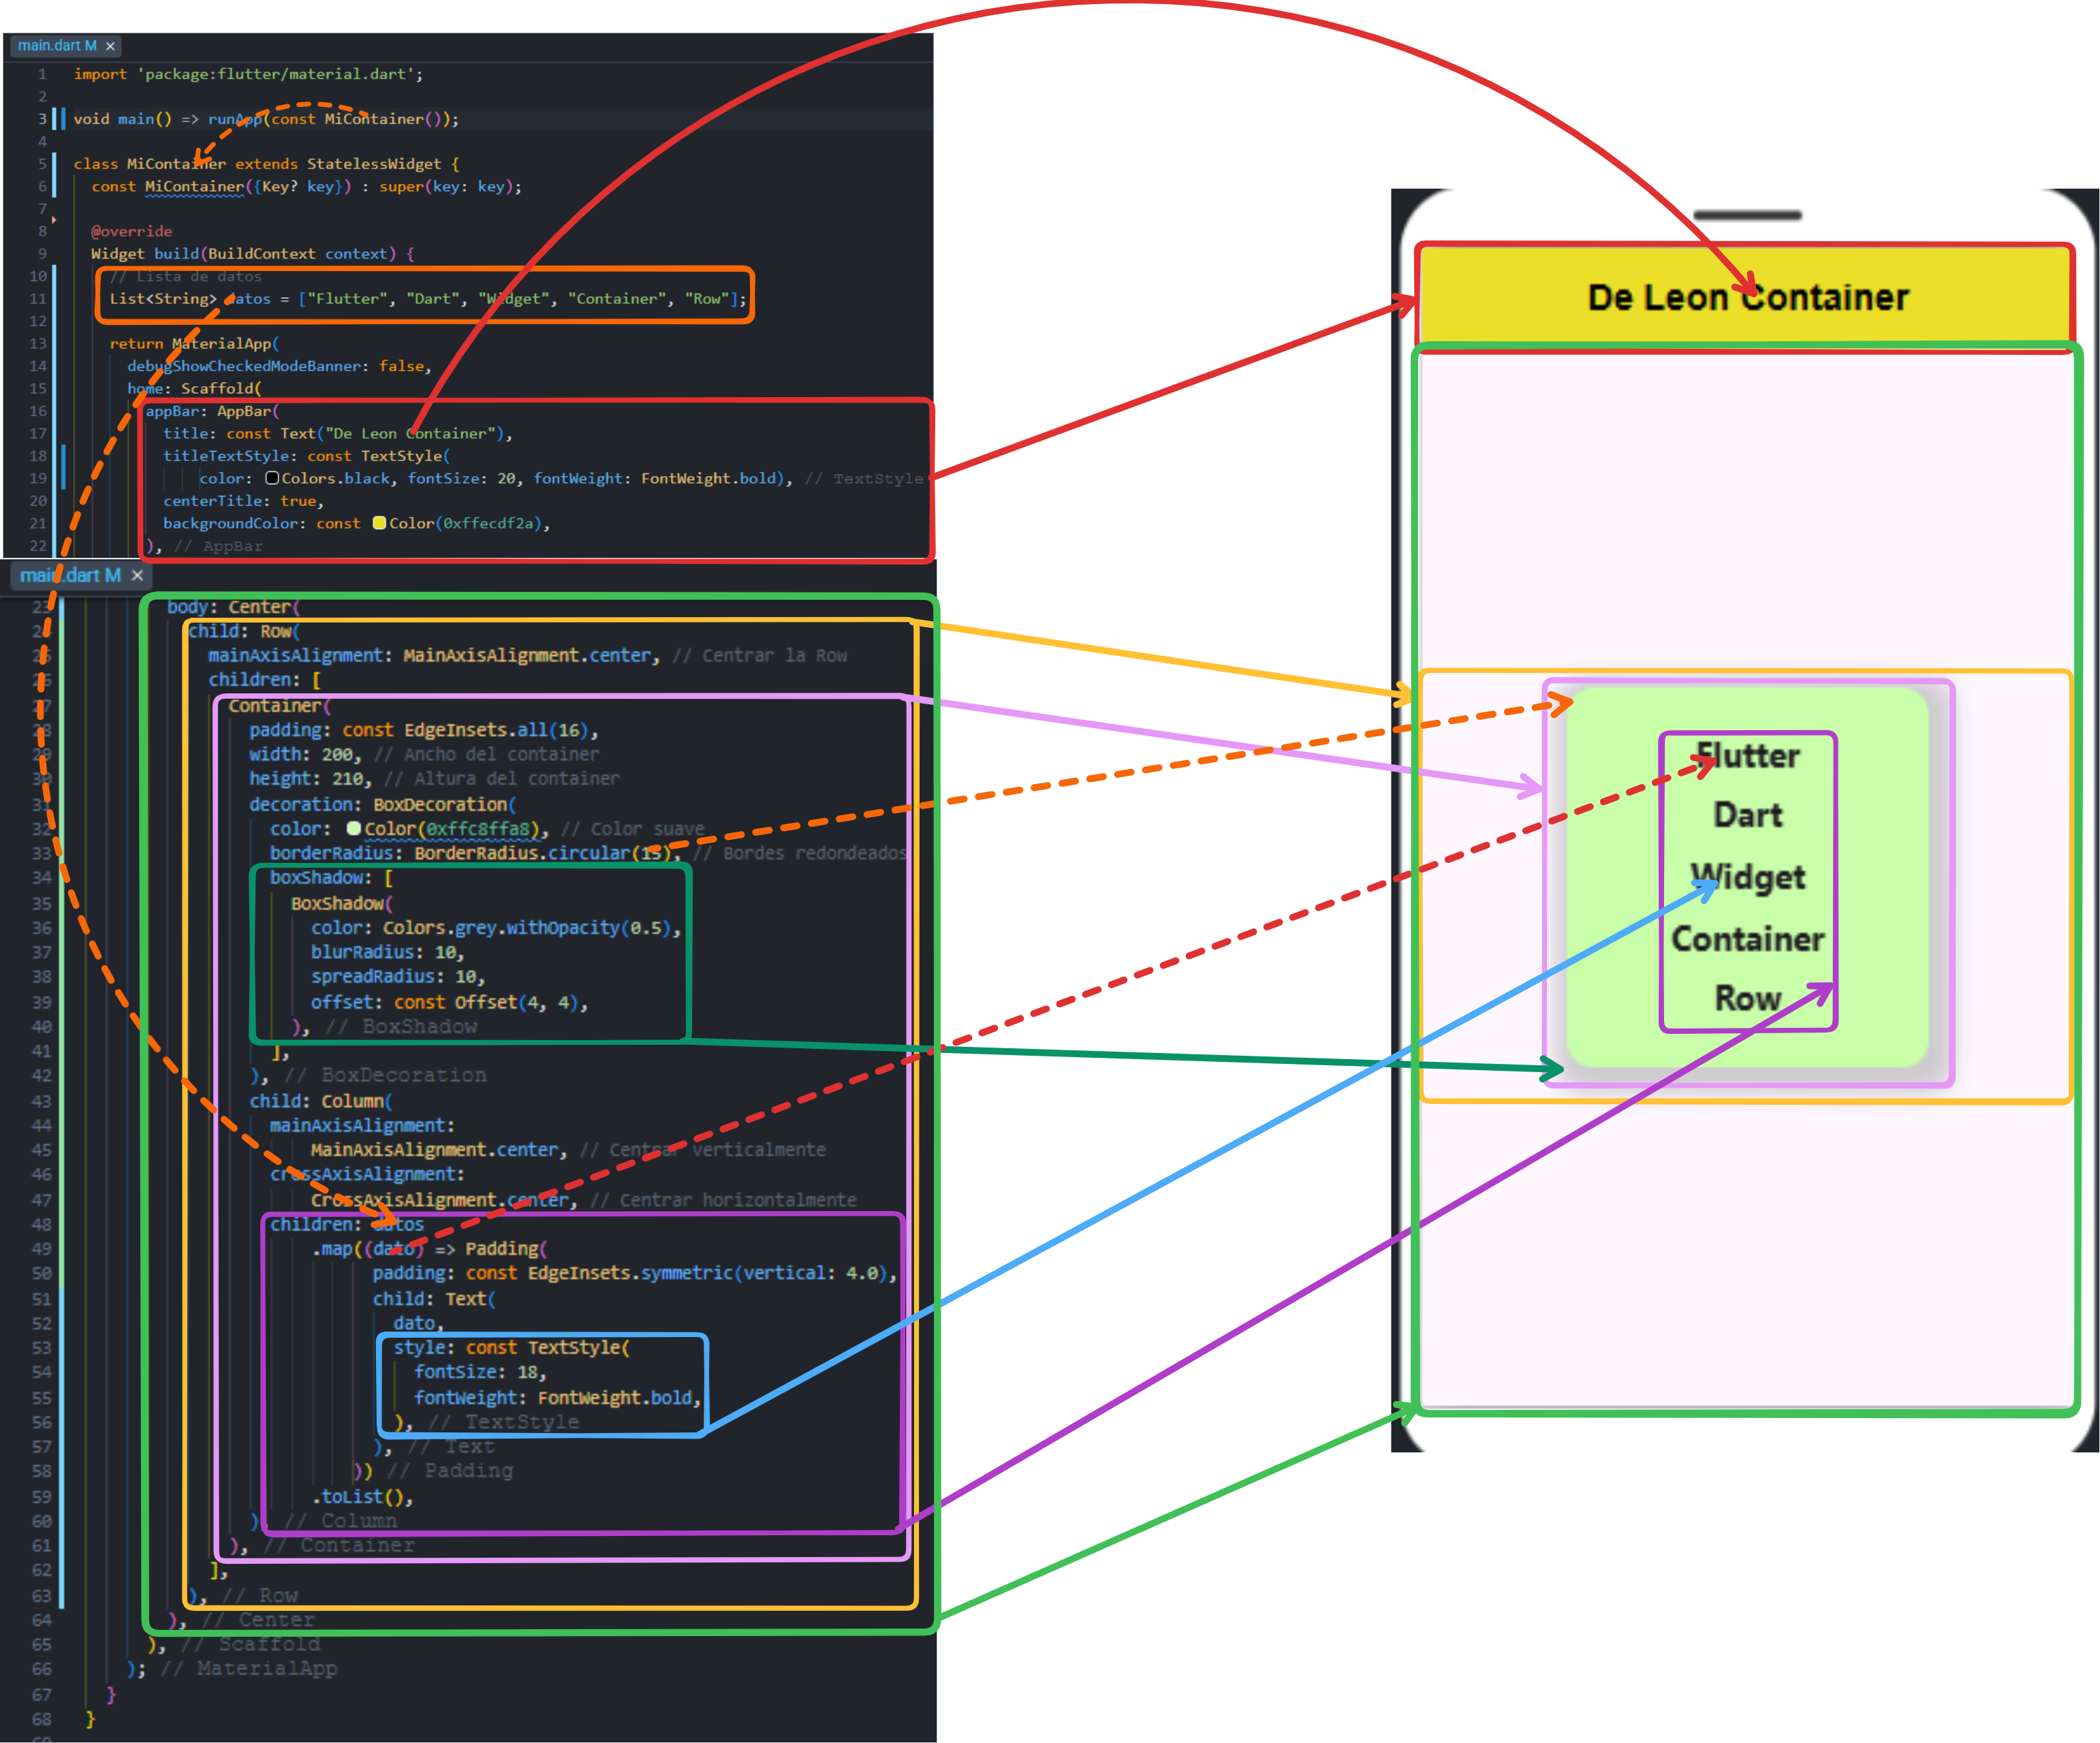 main.dart M ×
1 import 'package:flutter/material.dart';
2
3 void main() => runApp(const MiContainer());
4
5 class MiContainer extends StatelessWidget {
6 const MiContainer({Key? key}) : super(key: key);
7
8 @override
9 Widget build(BuildContext context) {
10 // Lista de datos
11 List<String> datos = ["Flutter", "Dart", "Widget", "Container", "Row"];
12
13 return MaterialApp(
14 debugShowCheckedModeBanner: false,
15 home: Scaffold(
16 appBar: AppBar(
17 title: const Text("De Leon Container"),
18 titleTextStyle: const TextStyle(
19 color: Colors.black, fontSize: 20, fontWeight: FontWeight.bold), // TextStyle
20 centerTitle: true,
21 backgroundColor: const Color(0xffecdf2a),
22 ), // AppBar
main.dart M ×
23 body: Center(
24 child: Row(
25 mainAxisAlignment: MainAxisAlignment.center, // Centrar la Row
26 children: [
27 Container(
28 padding: const EdgeInsets.all(16),
29 width: 200, // Ancho del container
30 height: 210, // Altura del container
31 decoration: BoxDecoration(
32 color: Color(0xffc8ffa8), // Color suave
33 borderRadius: BorderRadius.circular(15), // Bordes redondeados
34 boxShadow: [
35 BoxShadow(
36 color: Colors.grey.withOpacity(0.5),
37 blurRadius: 10,
38 spreadRadius: 10,
39 offset: const Offset(4, 4),
40 ), // BoxShadow
41 ],
42 ), // BoxDecoration
43 child: Column(
44 mainAxisAlignment:
45 MainAxisAlignment.center, // Centrar verticalmente
46 crossAxisAlignment:
47 CrossAxisAlignment.center, // Centrar horizontalmente
48 children: datos
49 .map((dato) => Padding(
50 padding: const EdgeInsets.symmetric(vertical: 4.0),
51 child: Text(
52 dato,
53 style: const TextStyle(
54 fontSize: 18,
55 fontWeight: FontWeight.bold,
56 ), // TextStyle
57 ), // Text
58 )) // Padding
59 .toList(),
60 ), // Column
61 ), // Container
62 ],
63 ), // Row
64 ), // Center
65 ), // Scaffold
66 ); // MaterialApp
67 }
68 }
De Leon Container
Flutter
Dart
Widget
Container
Row